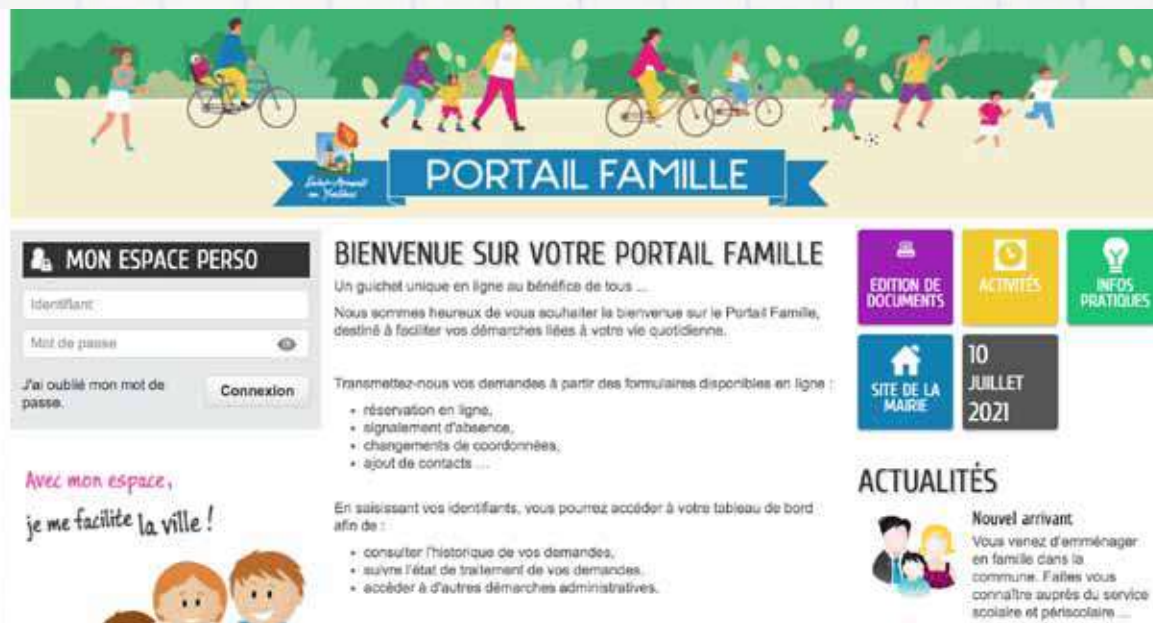 Saint-Arnoult
en Yvelines
PORTAIL FAMILLE
MON ESPACE PERSO
Identifiant
Mot de passe
J'ai oublié mon mot de
passe.
Connexion
Avec mon espace,
je me facilite la ville !
BIENVENUE SUR VOTRE PORTAIL FAMILLE
Un guichet unique en ligne au bénéfice de tous ...
Nous sommes heureux de vous souhaiter la bienvenue sur le Portail Famille,
destiné à faciliter vos démarches liées à votre vie quotidienne.
Transmettez-nous vos demandes à partir des formulaires disponibles en ligne :
• réservation en ligne,
• signalement d'absence,
• changements de coordonnées,
• ajout de contacts ...
En saisissant vos identifiants, vous pourrez accéder à votre tableau de bord
afin de :
• consulter l'historique de vos demandes,
• suivre l'état de traitement de vos demandes,
• accéder à d'autres démarches administratives.
EDITION DE
DOCUMENTS
ACTIVITÉS
INFOS
PRATIQUES
SITE DE LA
MAIRIE
10
JUILLET
2021
ACTUALITÉS
Nouvel arrivant
Vous venez d'emménager
en famille dans la
commune. Faites vous
connaître auprès du service
scolaire et périscolaire ...